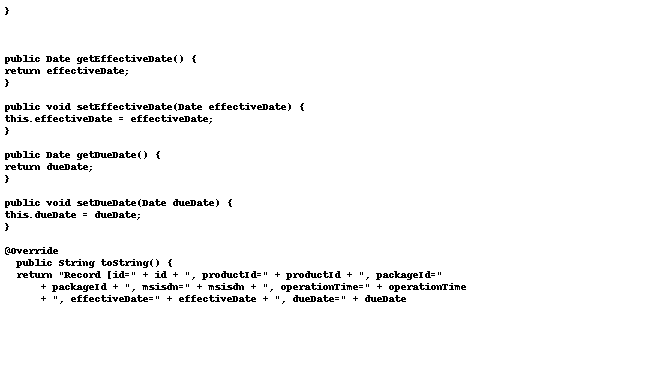 }
public Date getEffectiveDate() {
return effectiveDate;
}
public void setEffectiveDate(Date effectiveDate) {
this.effectiveDate = effectiveDate;
}
public Date getDueDate() {
return dueDate;
}
public void setDueDate(Date dueDate) {
this.dueDate = dueDate;
}
@Override
public String toString() {
return "Record [id=" + id + ", productId=" + productId + ", packageId="
+ packageId + ", msisdn=" + msisdn + ", operationTime=" + operationTime
+ ", effectiveDate=" + effectiveDate + ", dueDate=" + dueDate